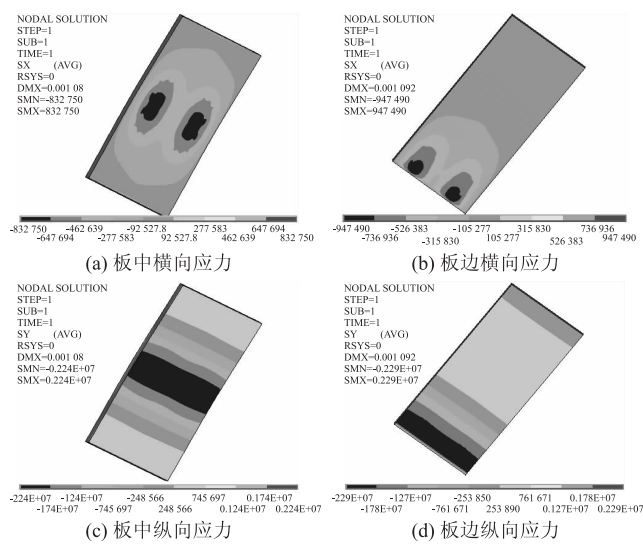 NODAL SOLUTION
STEP=1
SUB=1
TIME=1
SX (AVG)
RSYS=0
DMX=0.001 08
SMN=-832 750
SMX=832 750
-832 750 -462 639 -92 527.8 277 583 647 694
-647 694 -277 583 92 527.8 462 639 832 750
(a) 板中横向应力
NODAL SOLUTION
STEP=1
SUB=1
TIME=1
SX (AVG)
RSYS=0
DMX=0.001 092
SMN=-947 490
SMX=947 490
-947 490 -526 383 -105 277 315 830 736 936
-736 936 -315 830 105 277 526 383 947 490
(b) 板边横向应力
NODAL SOLUTION
STEP=1
SUB=1
TIME=1
SY (AVG)
RSYS=0
DMX=0.001 08
SMN=-0.224E+07
SMX=0.224E+07
-224E+07 -124E+07 -248 566 745 697 0.174E+07
-174E+07 -745 697 248 566 0.124E+07 0.224E+07
(c) 板中纵向应力
NODAL SOLUTION
STEP=1
SUB=1
TIME=1
SY (AVG)
RSYS=0
DMX=0.001 092
SMN=-0.229E+07
SMX=0.229E+07
-229E+07 -127E+07 -253 850 761 671 0.178E+07
-178E+07 -761 671 253 890 0.127E+07 0.229E+07
(d) 板边纵向应力